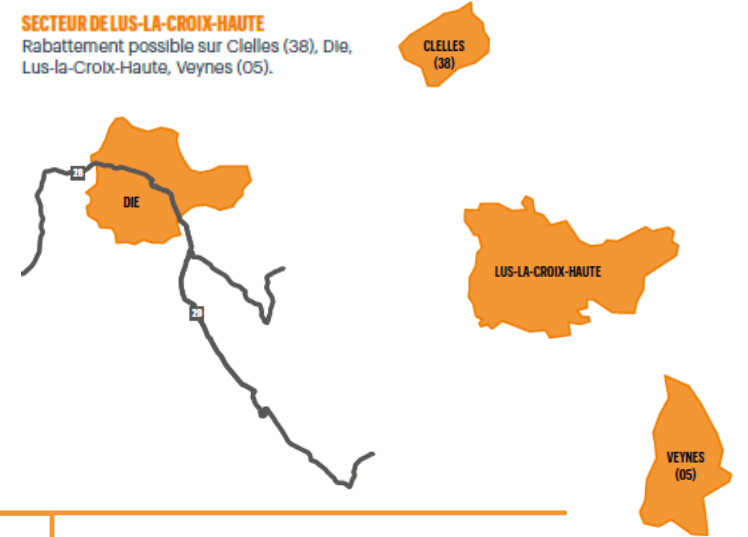 SECTEUR DE LUS-LA-CROIX-HAUTE
Rabattement possible sur Clelles (38), Die,
Lus-la-Croix-Haute, Veynes (05).
CLELLES
(38)
28
DIE
LUS-LA-CROIX-HAUTE
29
VEYNES
(05)